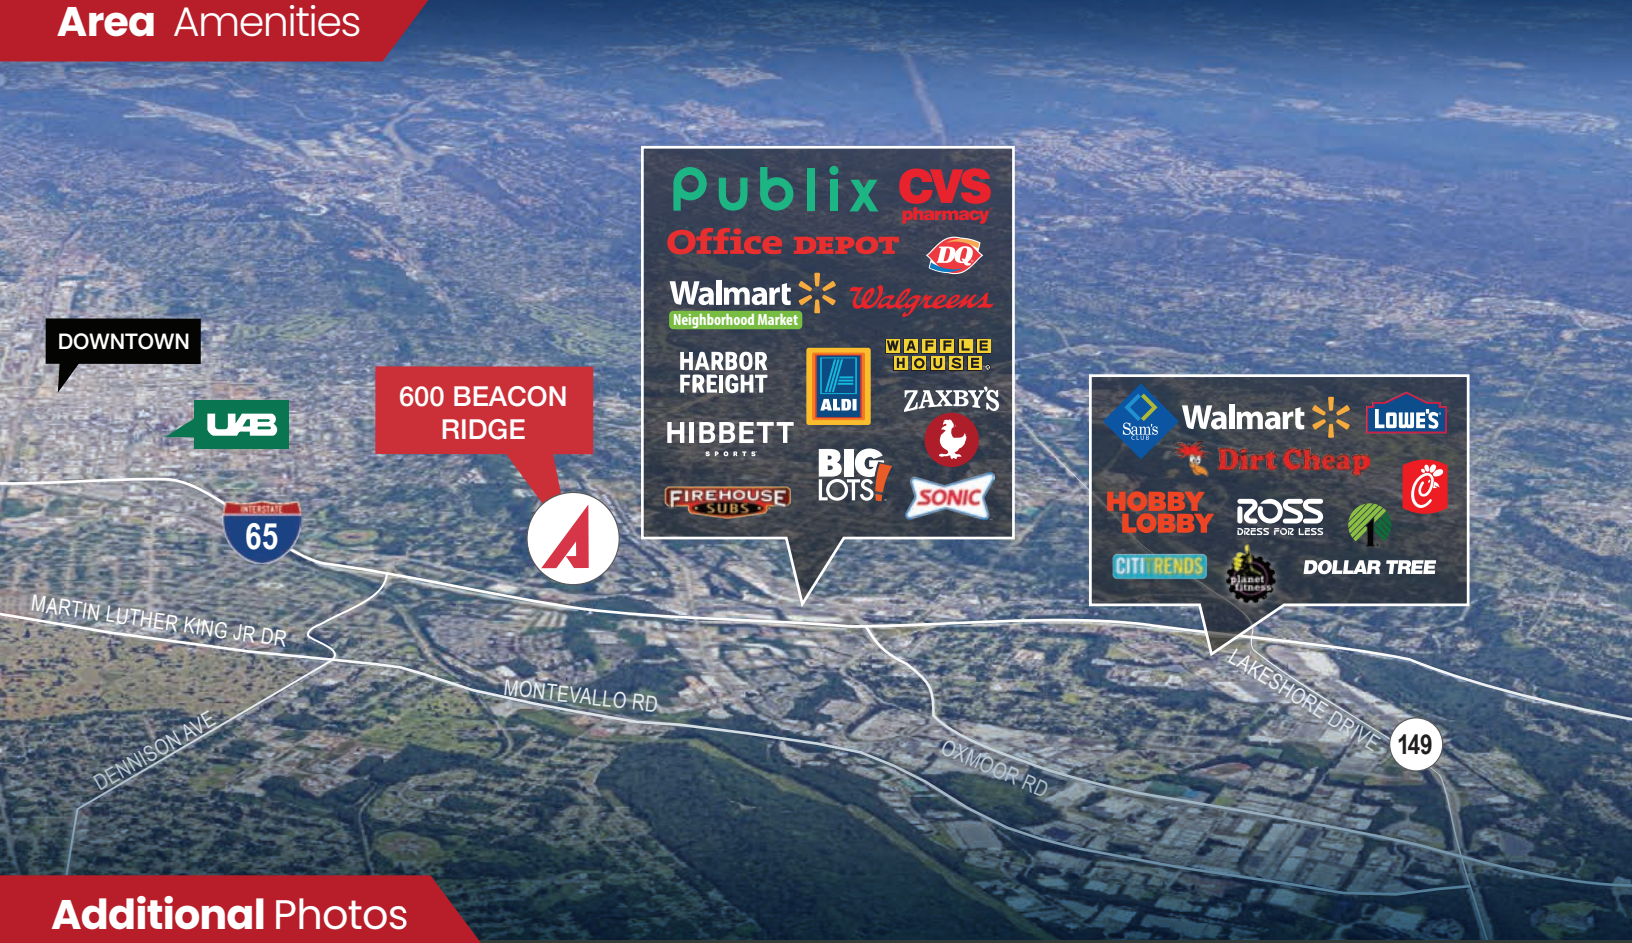 Area Amenities
Publix
CVS
pharmacy
Office DEPOT
DQ
Walmart
Neighborhood Market
Walgreens
DOWNTOWN
HARBOR
FREIGHT
ALDI
WAFFLE
HOUSE
ZAXBY'S
600 BEACON
RIDGE
UAB
HIBBETT
SPORTS
BIG
LOTS!
FIREHOUSE
SUBS
SONIC
Sam's
CLUB
Walmart
LOWE'S
Dirt Cheap
C
HOBBY
LOBBY
ROSS
DRESS FOR LESS
CITI TRENDS
planet
fitness
DOLLAR TREE
INTERSTATE
65
A
MARTIN LUTHER KING JR DR
MONTEVALLO RD
DENNISON AVE
OXMOOR RD
LAKESHORE DRIVE
149
Additional Photos